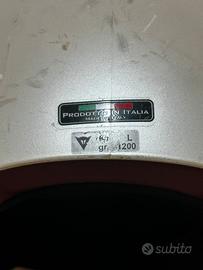 PRODOTTO IN ITALIA
MADE IN ITALY
L
gr. 1200
subito